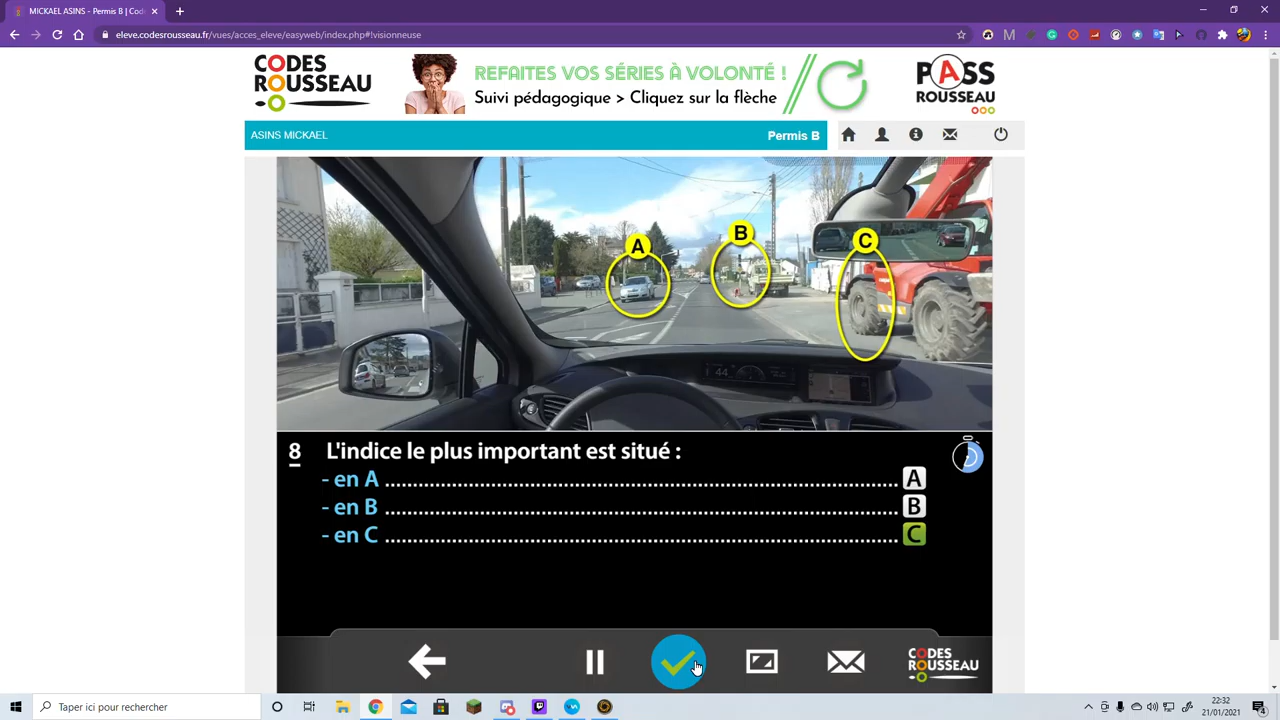 MICKAEL ASINS - Permis B | Cod
eleve.codesrousseau.fr/vues/acces_eleve/easyweb/index.php#!visionneuse
CODES
ROUSSEAU
REFAITES VOS SÉRIES À VOLONTÉ !
Suivi pédagogique > Cliquez sur la flèche
PASS
ROUSSEAU
ASINS MICKAEL
Permis B
A
B
C
44
8 L'indice le plus important est situé :
- en A A
- en B B
- en C C
CODES
ROUSSEAU
Taper ici pour rechercher
22:32
21/01/2021
4